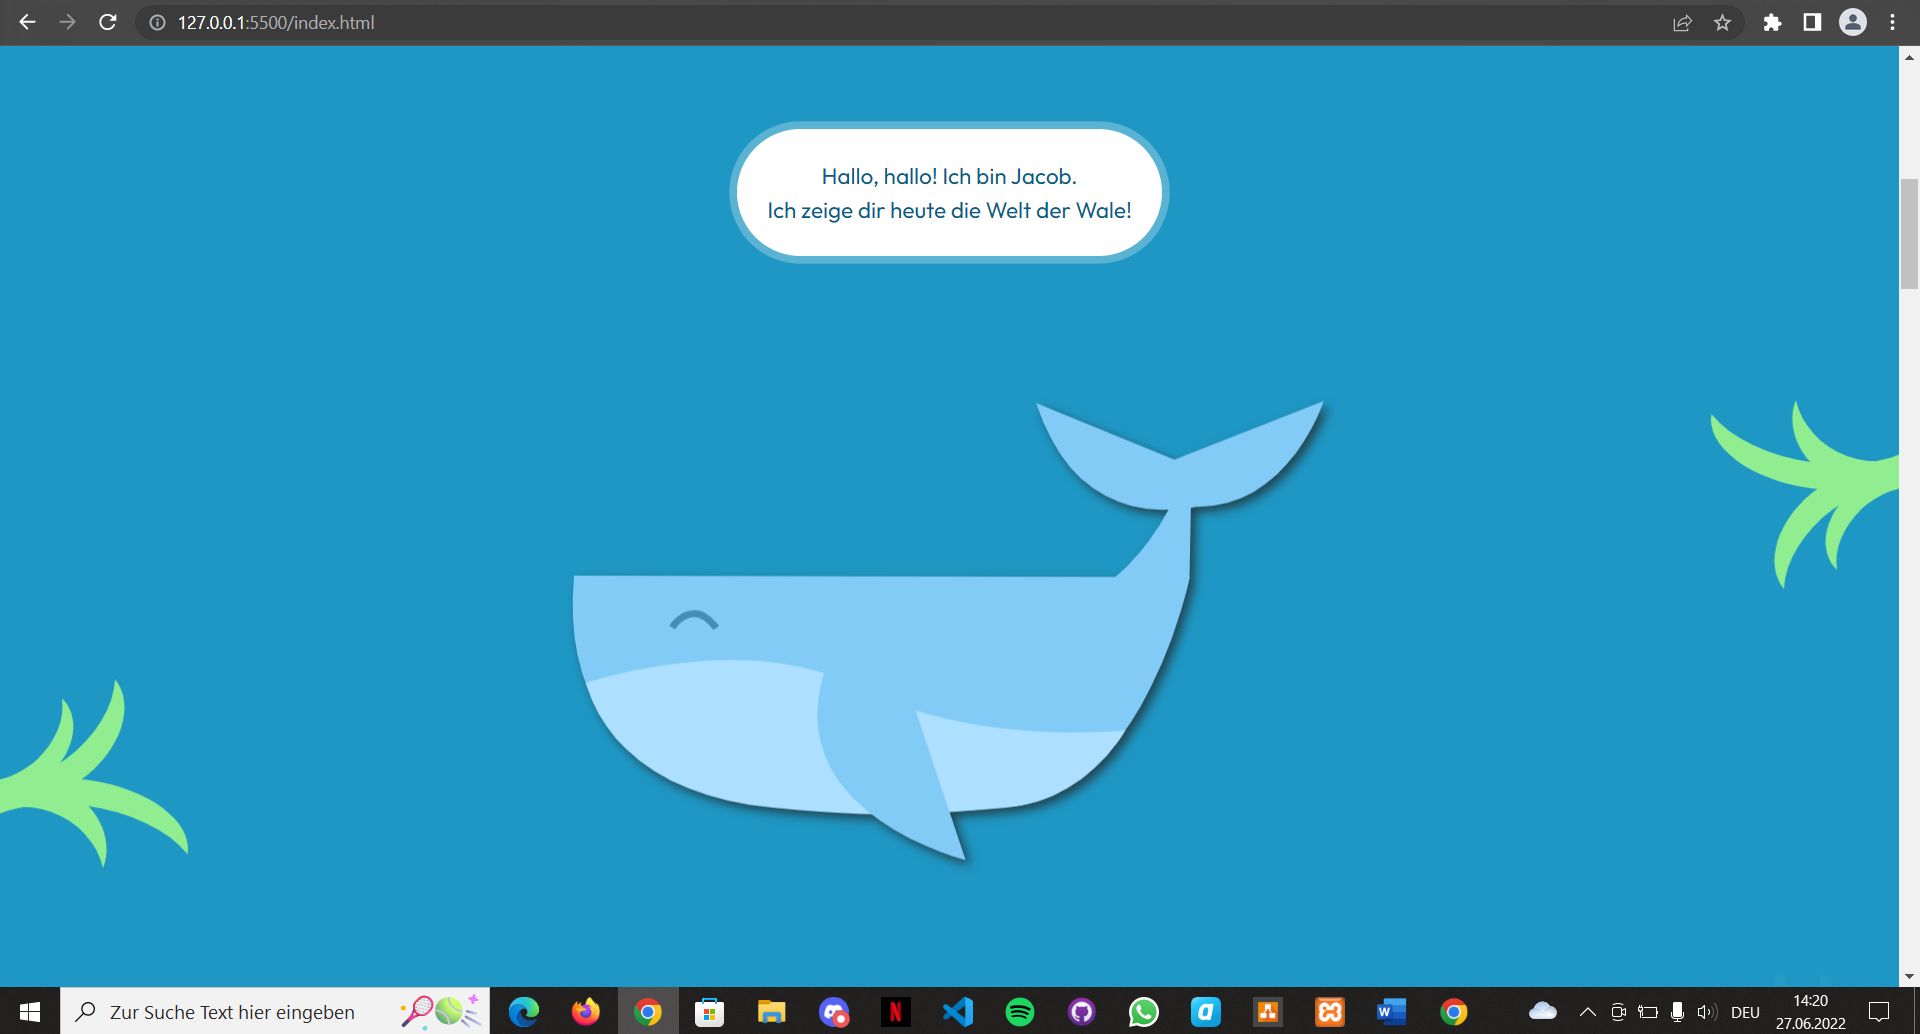 127.0.0.1:5500/index.html
Hallo, hallo! Ich bin Jacob.
Ich zeige dir heute die Welt der Wale!
Zur Suche Text hier eingeben
N
a
W
DEU
14:20
27.06.2022